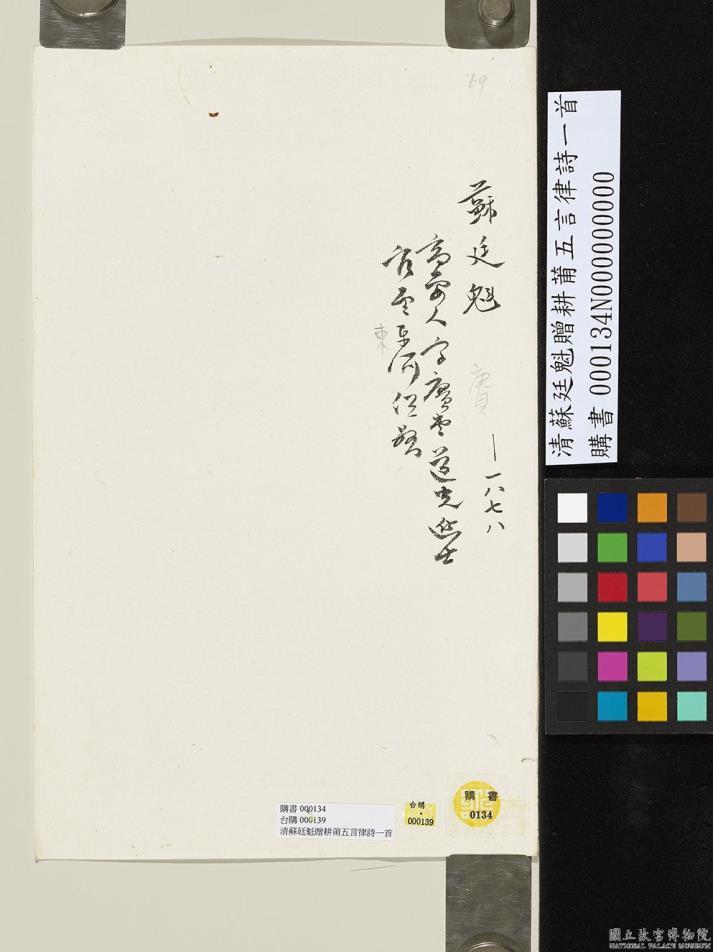 69
蘇廷魁
庚
—一八七八
高要人字賡堂道光進士
官至東河總督
東
清蘇廷魁贈耕莆五言律詩一首
購書 000134N000000000
購書 000134
台購 000139
清蘇廷魁贈耕莆五言律詩一首
台購
000139
購書
0134
國立故宮博物院
NATIONAL PALACE MUSEUM